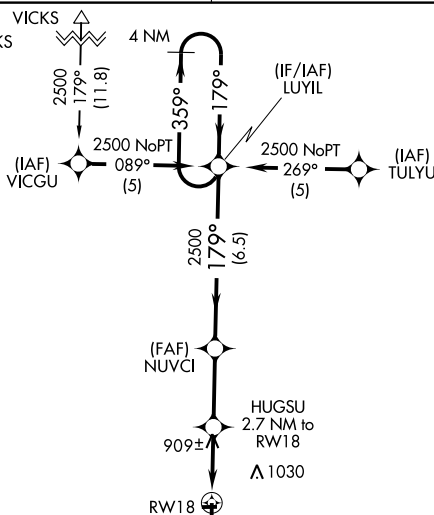 VICKS
KS
2500
179°
(11.8)
4 NM
359°
179°
(IF/IAF)
LUYIL
(IAF)
VICGU
2500 NoPT
089°
(5)
2500 NoPT
269°
(5)
(IAF)
TULYU
2500
179°
(6.5)
(FAF)
NUVCI
HUGSU
2.7 NM to
RW18
909±
1030
RW18